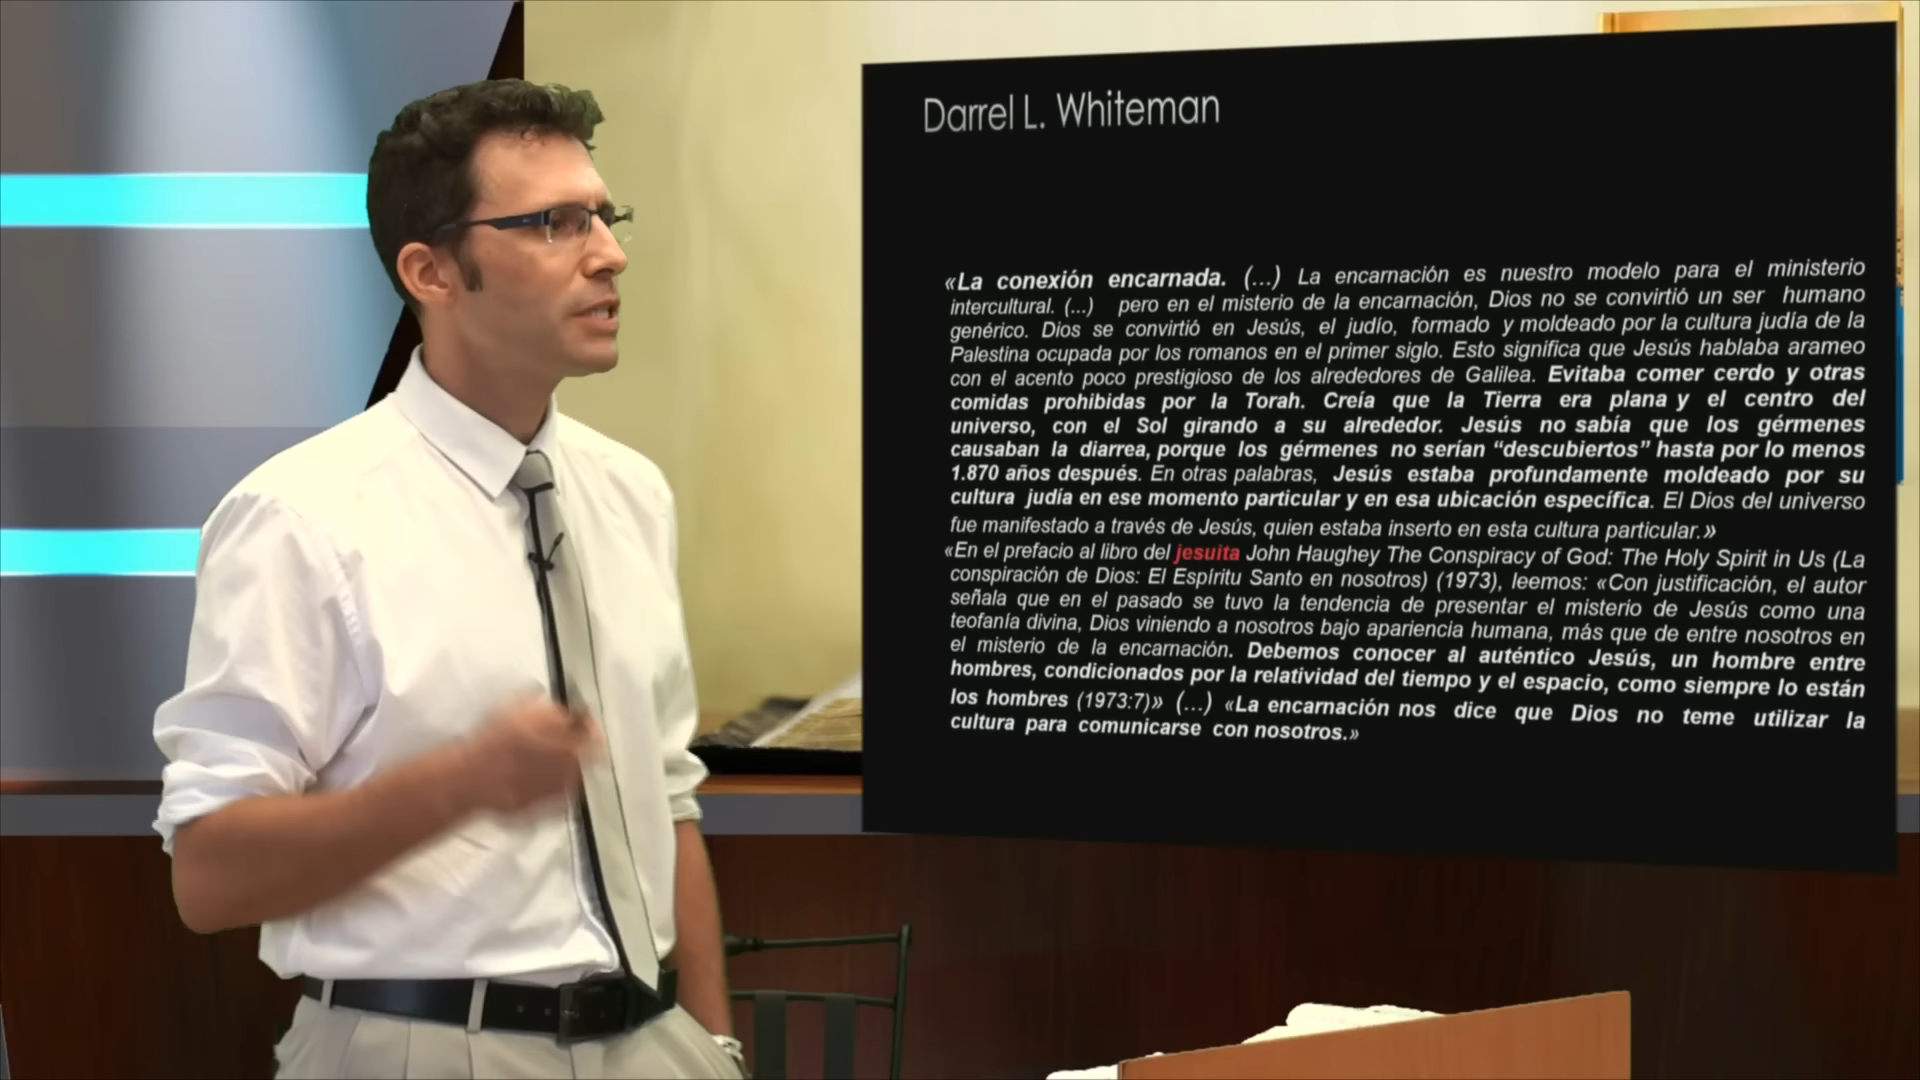 Darrel L. Whiteman
«La conexión encarnada. (...) La encarnación es nuestro modelo para el ministerio
intercultural. (...) pero en el misterio de la encarnación, Dios no se convirtió un ser humano
genérico. Dios se convirtió en Jesús, el judío, formado y moldeado por la cultura judía de la
Palestina ocupada por los romanos en el primer siglo. Esto significa que Jesús hablaba arameo
con el acento poco prestigioso de los alrededores de Galilea. Evitaba comer cerdo y otras
comidas prohibidas por la Torah. Creía que la Tierra era plana y el centro del
universo, con el Sol girando a su alrededor. Jesús no sabía que los gérmenes
causaban la diarrea, porque los gérmenes no serían “descubiertos” hasta por lo menos
1.870 años después. En otras palabras, Jesús estaba profundamente moldeado por su
cultura judía en ese momento particular y en esa ubicación específica. El Dios del universo
fue manifestado a través de Jesús, quien estaba inserto en esta cultura particular.»
«En el prefacio al libro del jesuita John Haughey The Conspiracy of God: The Holy Spirit in Us (La
conspiración de Dios: El Espíritu Santo en nosotros) (1973), leemos: «Con justificación, el autor
señala que en el pasado se tuvo la tendencia de presentar el misterio de Jesús como una
teofanía divina, Dios viniendo a nosotros bajo apariencia humana, más que de entre nosotros en
el misterio de la encarnación. Debemos conocer al auténtico Jesús, un hombre entre
hombres, condicionados por la relatividad del tiempo y el espacio, como siempre lo están
los hombres (1973:7)» (...) «La encarnación nos dice que Dios no teme utilizar la
cultura para comunicarse con nosotros.»